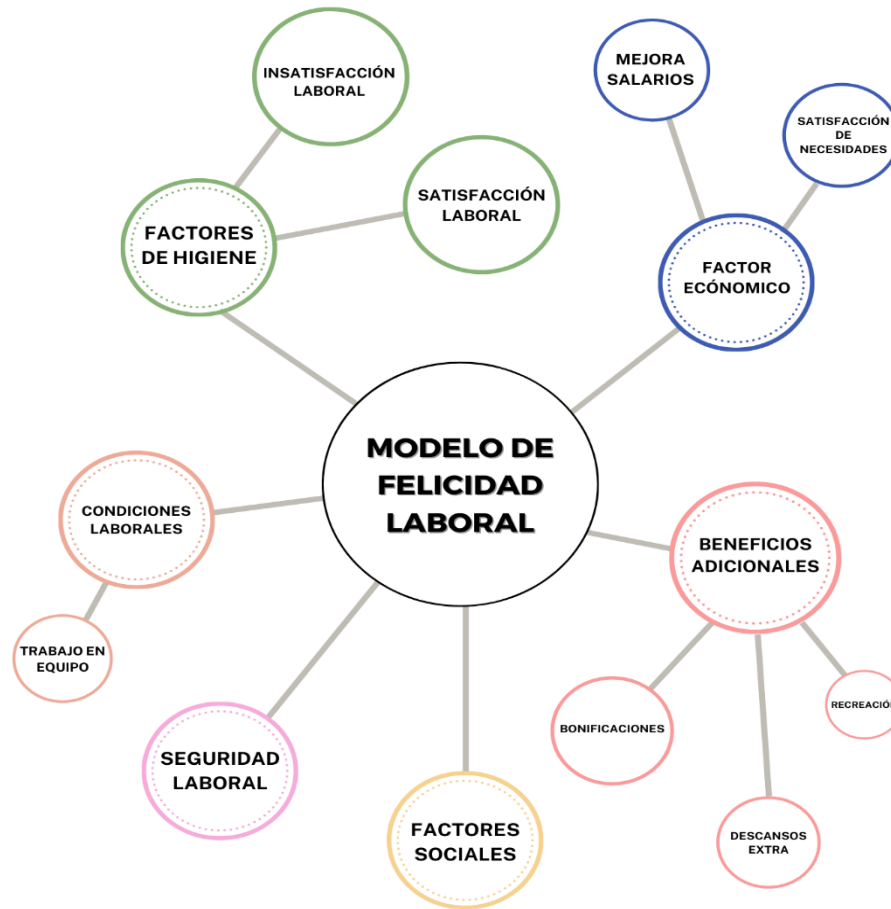 INSATISFACCIÓN
LABORAL
MEJORA
SALARIOS
SATISFACCIÓN
DE
NECESIDADES
SATISFACCIÓN
LABORAL
FACTORES
DE HIGIENE
FACTOR
ECÓNOMICO
MODELO DE
FELICIDAD
LABORAL
CONDICIONES
LABORALES
BENEFICIOS
ADICIONALES
TRABAJO EN
EQUIPO
RECREACIÓN
BONIFICACIONES
SEGURIDAD
LABORAL
FACTORES
SOCIALES
DESCANSOS
EXTRA